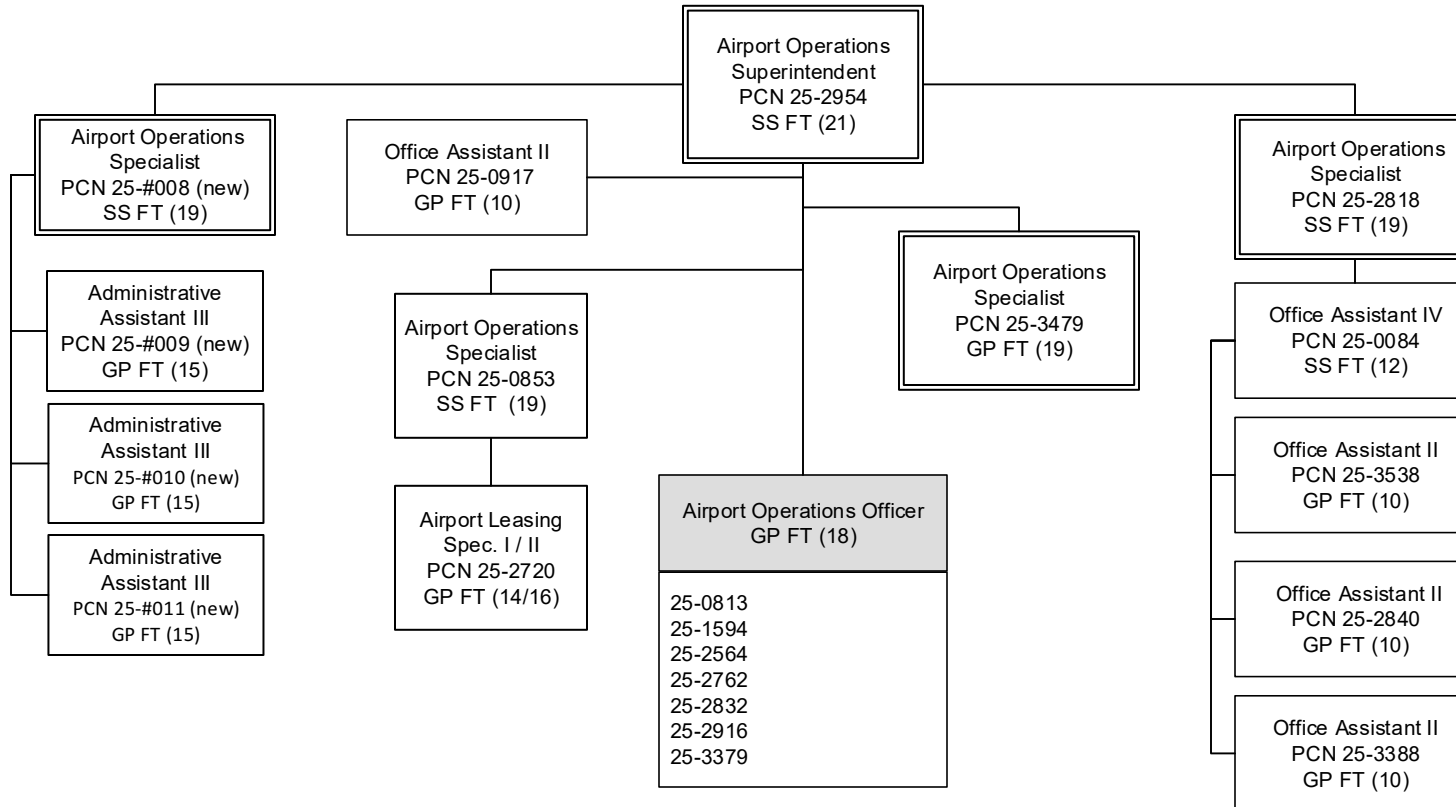 Airport Operations
Superintendent
PCN 25-2954
SS FT (21)
Airport Operations
Specialist
PCN 25-#008 (new)
SS FT (19)
Administrative
Assistant III
PCN 25-#009 (new)
GP FT (15)
Administrative
Assistant III
PCN 25-#010 (new)
GP FT (15)
Administrative
Assistant III
PCN 25-#011 (new)
GP FT (15)
Office Assistant II
PCN 25-0917
GP FT (10)
Airport Operations
Specialist
PCN 25-0853
SS FT (19)
Airport Leasing
Spec. I / II
PCN 25-2720
GP FT (14/16)
Airport Operations Officer
GP FT (18)
25-0813
25-1594
25-2564
25-2762
25-2832
25-2916
25-3379
Airport Operations
Specialist
PCN 25-3479
GP FT (19)
Airport Operations
Specialist
PCN 25-2818
SS FT (19)
Office Assistant IV
PCN 25-0084
SS FT (12)
Office Assistant II
PCN 25-3538
GP FT (10)
Office Assistant II
PCN 25-2840
GP FT (10)
Office Assistant II
PCN 25-3388
GP FT (10)